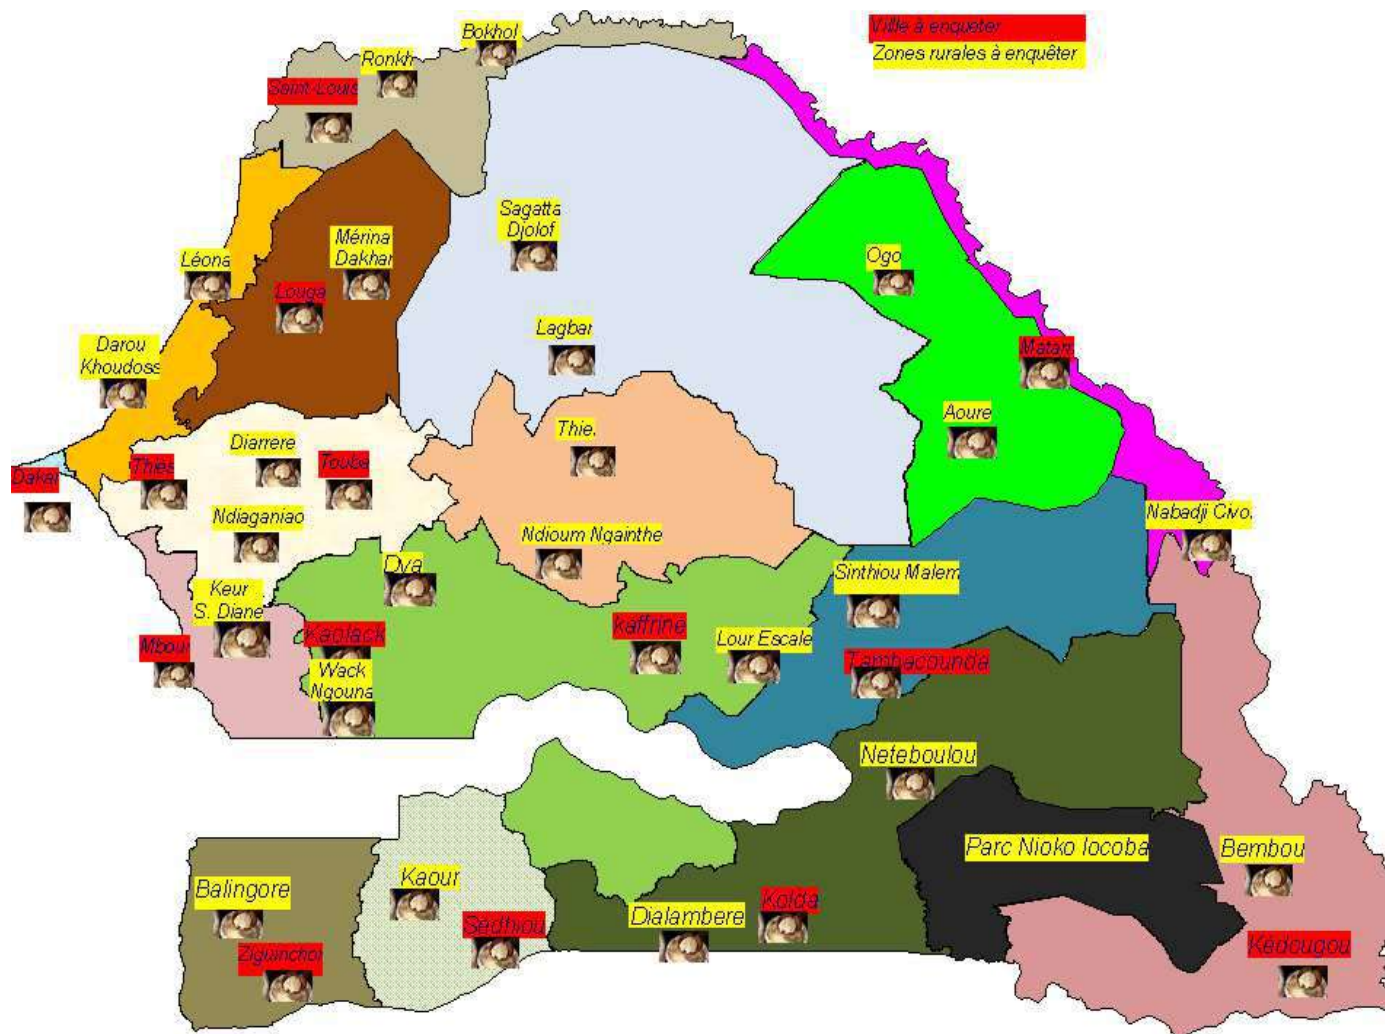 Ville à enquêter
Zones rurales à enquêter
Bokhol
Ronkh
Saint-Louis
Sagatta
Djolof
Mérina
Dakhar
Léona
Ogo
Louga
Lagbar
Darou
Khoudoss
Matam
Aoure
Thie.
Diarrere
Touba
Thiès
Dakar
Ndiaganiao
Nabadji Civo.
Ndioum Ngainthe
Dya
Sinthiou Malem
Keur
S. Diane
Kaolack
kaffrine
Lour Escale
Mbour
Wack
Ngouna
Tambacounda
Neteboulou
Parc Nioko locoba
Bembou
Kaour
Balingore
Kolda
Dialambere
Sédhiou
Kédougou
Ziguinchor